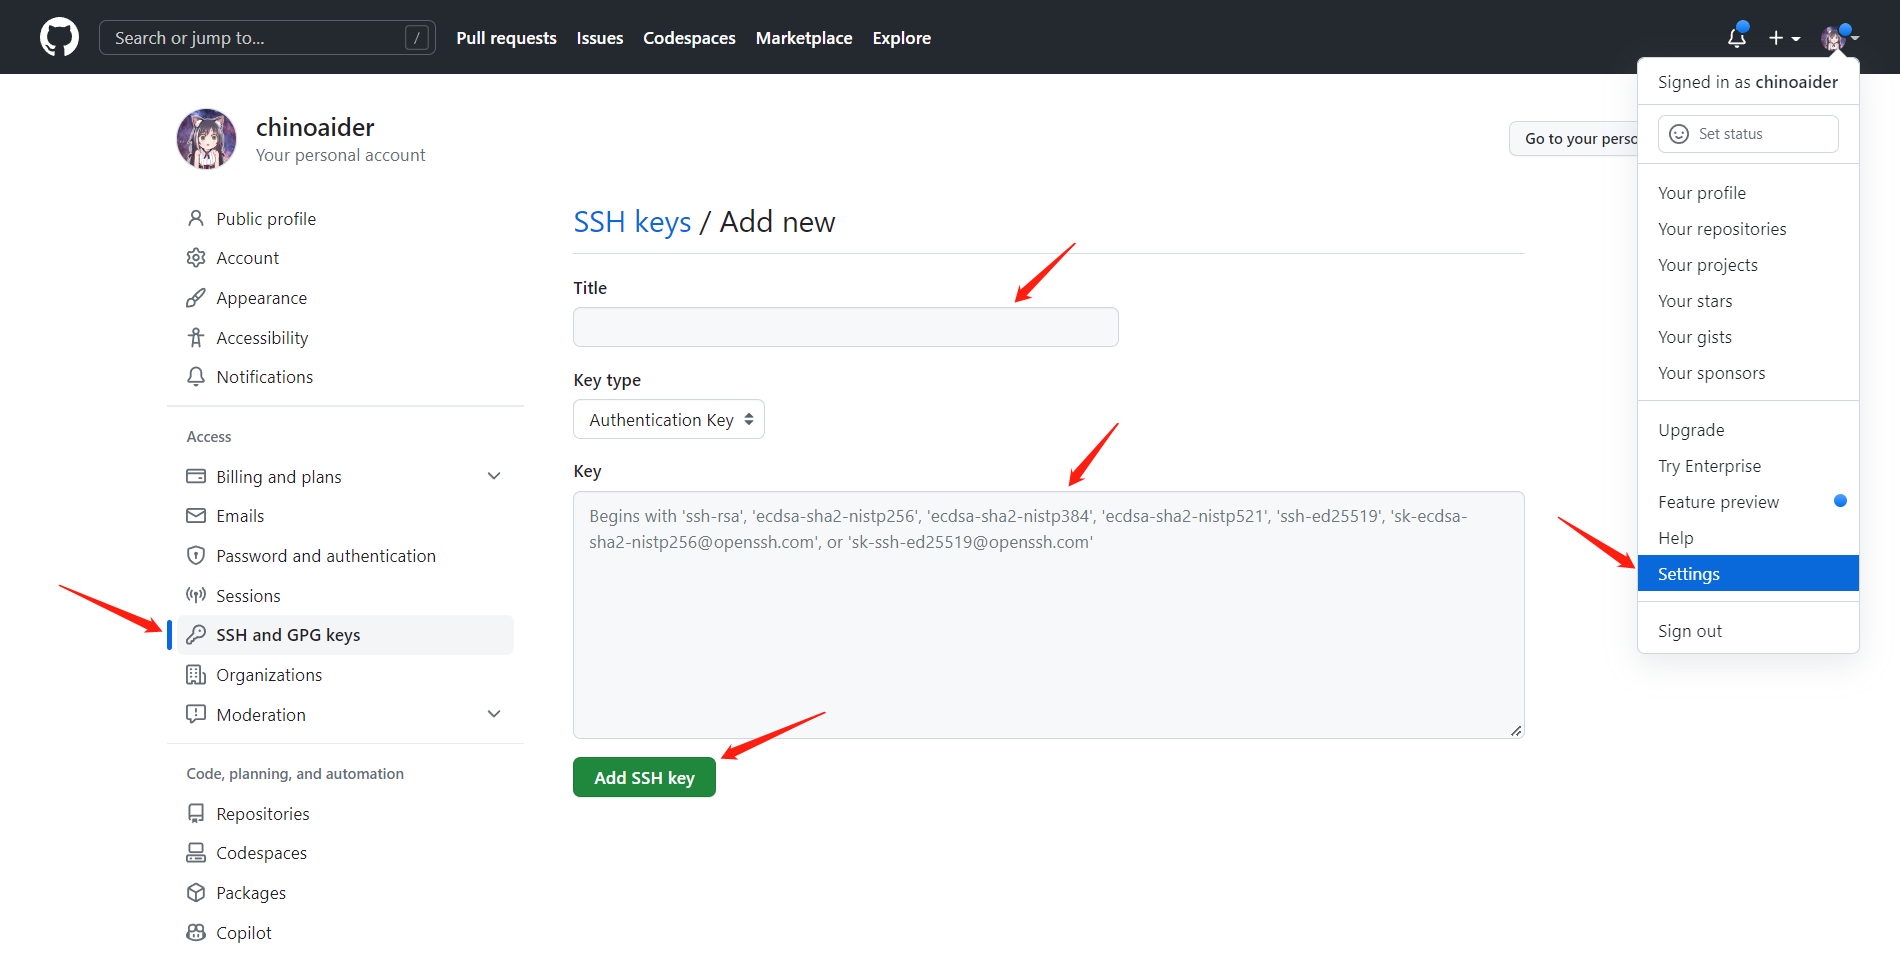 Search or jump to...
/
Pull requests
Issues
Codespaces
Marketplace
Explore
chinoaider
Your personal account
Go to your perso
Public profile
Account
Appearance
Accessibility
Notifications
Access
Billing and plans
Emails
Password and authentication
Sessions
SSH and GPG keys
Organizations
Moderation
Code, planning, and automation
Repositories
Codespaces
Packages
Copilot
SSH keys / Add new
Title
Key type
Authentication Key
Key
Begins with 'ssh-rsa', 'ecdsa-sha2-nistp256', 'ecdsa-sha2-nistp384', 'ecdsa-sha2-nistp521', 'ssh-ed25519', 'sk-ecdsa-
sha2-nistp256@openssh.com', or 'sk-ssh-ed25519@openssh.com'
Add SSH key
Signed in as chinoaider
Set status
Your profile
Your repositories
Your projects
Your stars
Your gists
Your sponsors
Upgrade
Try Enterprise
Feature preview
Help
Settings
Sign out